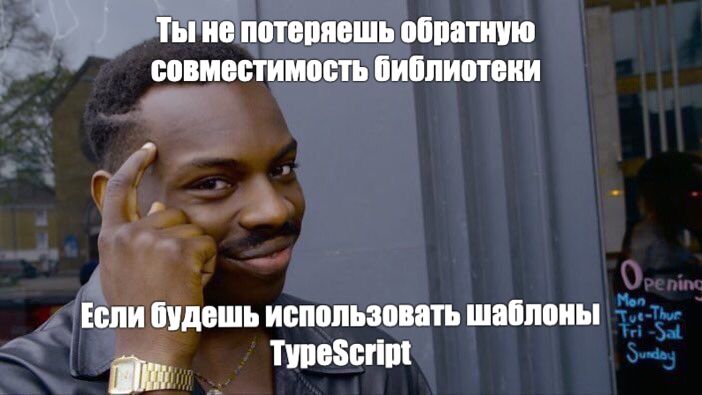 Ты не потеряешь обратную
совместимость библиотеки
Если будешь использовать шаблоны
TypeScript
Opening
Mon
Tue-Thur
Fri-Sat
Sunday